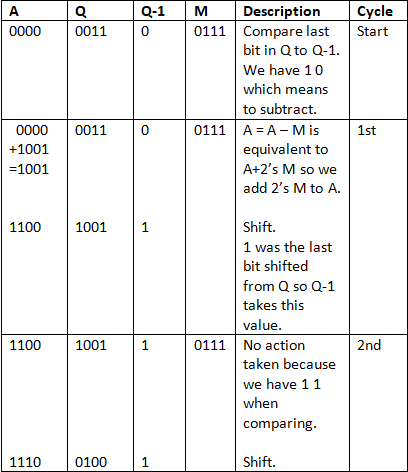 A Q Q-1 M Description Cycle
0000 0011 0 0111 Compare last Start
bit in Q to Q-1.
We have 1 0
which means
to subtract.
0000 0011 0 0111 A = A – M is 1st
+1001 equivalent to
=1001 A+2’s M so we
add 2’s M to A.
1100 1001 1 Shift.
1 was the last
bit shifted
from Q so Q-1
takes this
value.
1100 1001 1 0111 No action 2nd
taken because
we have 1 1
when
comparing.
1110 0100 1 Shift.